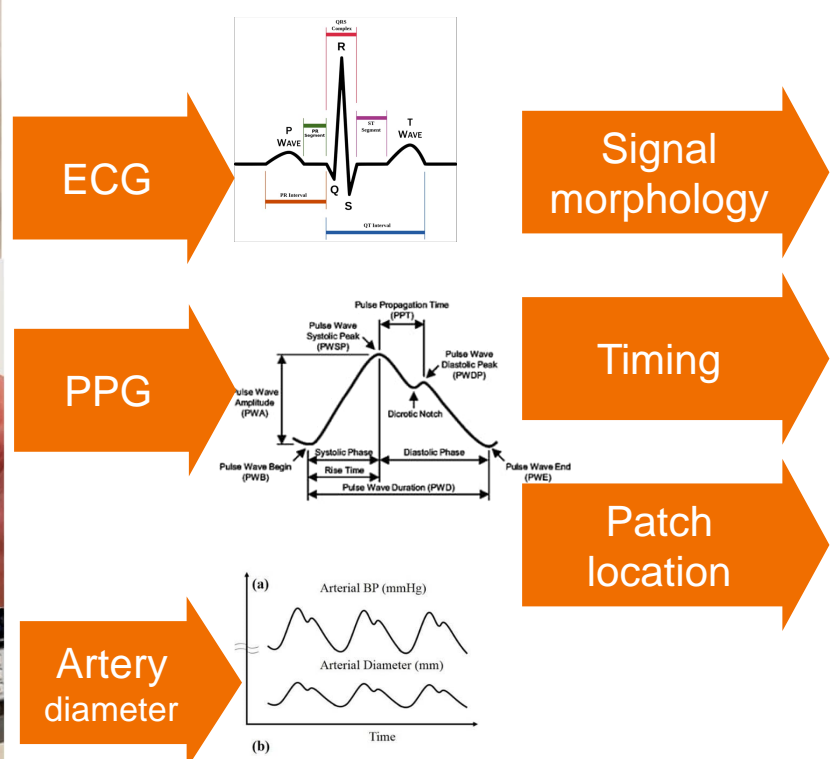 ECG
QRS
Complex
R
P
WAVE
PR
Segment
ST
Segment
T
WAVE
Q
S
PR Interval
QT Interval
Signal
morphology
PPG
Pulse Propagation Time
(PPT)
Pulse Wave
Systolic Peak
(PWSP)
Pulse Wave
Diastolic Peak
(PWDP)
Amplitude
(PWA)
Wave
Dicrotic Notch
Systolic Phase
Diastolic Phase
Pulse Wave Begin
(PWB)
Rise Time
Pulse Wave End
(PWE)
Pulse Wave Duration (PWD)
Timing
Patch
location
Artery
diameter
(a)
Arterial BP (mmHg)
Arterial Diameter (mm)
Time
(b)